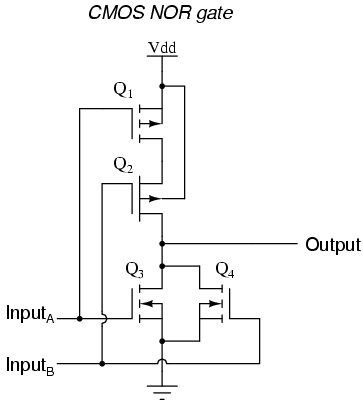 CMOS NOR gate
Vdd
Q1
Q2
Output
Q3
Q4
InputA
InputB